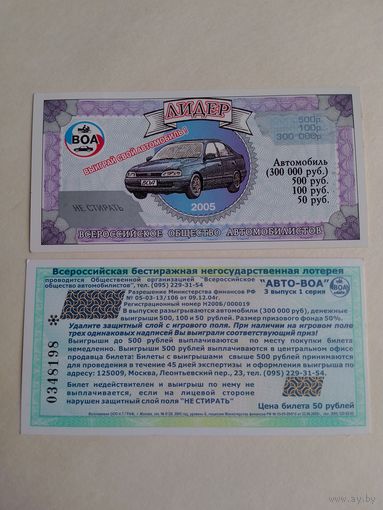 ЛИДЕР
ВОА
ВЫИГРАЙ СВОЙ АВТОМОБИЛЬ!
500р.
100р.
300 000р.
Автомобиль
(300 000 руб.)
500 руб.
100 руб.
50 руб.
НЕ СТИРАТЬ
2005
ВСЕРОССИЙСКОЕ ОБЩЕСТВО АВТОМОБИЛИСТОВ
Всероссийская бестиражная негосударственная лотерея
проводится Общественной организацией "Всероссийское
общество автомобилистов", тел. (095) 229-31-54
"АВТО-ВОА"
3 выпуск 1 серия
ВОА
Разрешение Министерства финансов РФ
№ 05-03-13/106 от 09.12.04г.
Регистрационный номер Н2006/000019
В выпуске разыгрываются автомобили (300 000 руб), денежные
выигрыши 500, 100 и 50 рублей. Размер призового фонда 50%.
Удалите защитный слой с игрового поля. При наличии на игровом поле
трех одинаковых надписей Вы выиграли соответствующий приз!
Выигрыши до 500 рублей выплачиваются по месту покупки билета
немедленно. Выигрыши свыше 500 рублей выплачиваются в центральном офисе
продавца билета! Билеты с выигрышами свыше 500 рублей принимаются
для проведения в течение 45 дней экспертизы и оформления выигрыша по
адресу: 125009, Москва, Леонтьевский пер., 23, тел. (095) 229-31-54.
Билет недействителен и выигрыш по нему не
выплачивается, если на лицевой стороне
нарушен защитный слой поля "НЕ СТИРАТЬ"
Цена билета 50 рублей
0348198 *
www.ay.by